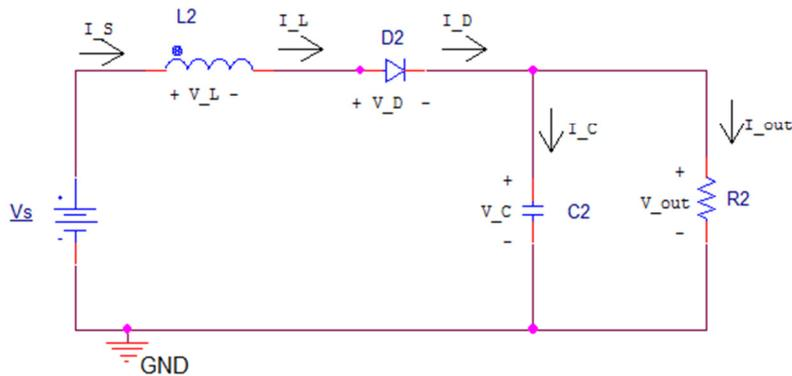 I_S
L2
I_L
D2
I_D
+ V_L -
+ V_D -
I_C
I_out
Vs
+
-
+
V_C
-
C2
+
V_out
-
R2
GND